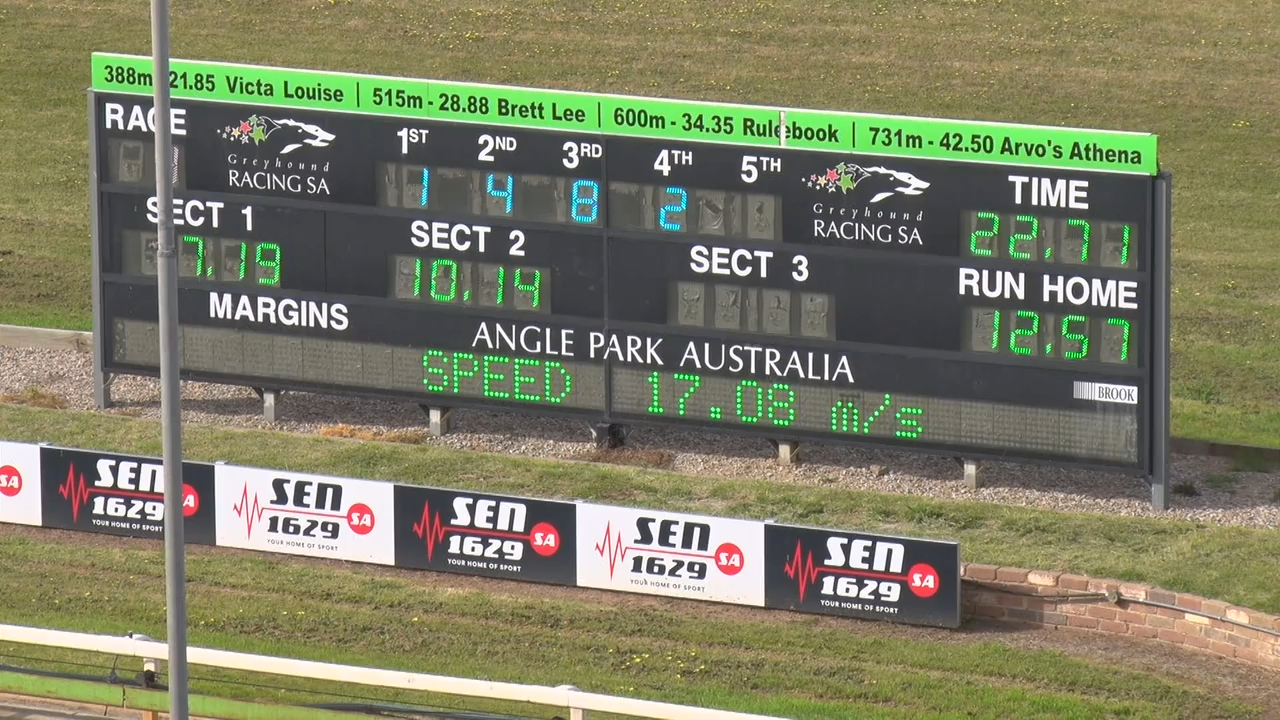 388m 21.85 Victa Louise | 515m - 28.88 Brett Lee | 600m - 34.35 Rulebook | 731m - 42.50 Arvo's Athena
RACE
Greyhound
RACING SA
1ST 2ND 3RD 4TH 5TH
1 4 8 2
Greyhound
RACING SA
TIME
22.71
SECT 1
7.19
SECT 2
10.14
SECT 3
RUN HOME
12.57
MARGINS
ANGLE PARK AUSTRALIA
BROOK
SPEED 17.08 m/s
SA
SEN
1629
SA
YOUR HOME OF SPORT
SEN
1629
SA
YOUR HOME OF SPORT
SEN
1629
SA
YOUR HOME OF SPORT
SEN
1629
SA
YOUR HOME OF SPORT
SEN
1629
SA
YOUR HOME OF SPORT